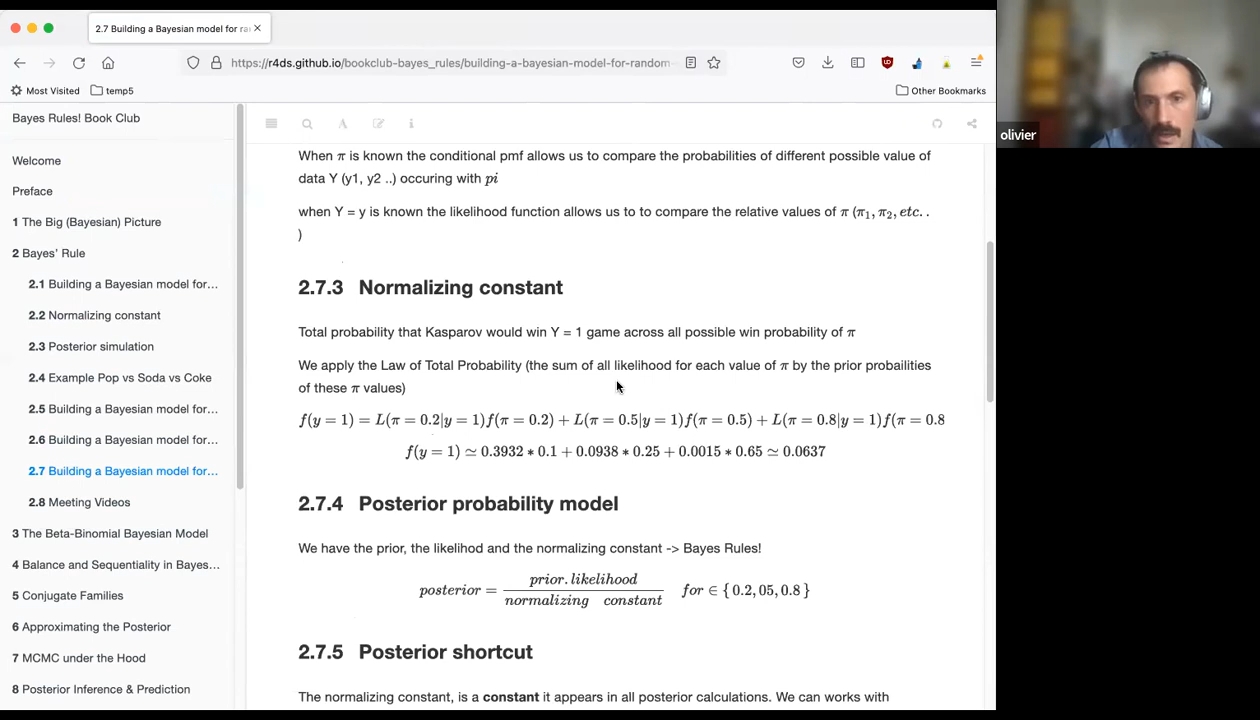 2.7 Building a Bayesian model for ra
https://r4ds.github.io/bookclub-bayes_rules/building-a-bayesian-model-for-random-
Most Visited
temp5
Other Bookmarks
olivier
Bayes Rules! Book Club
Welcome
Preface
1 The Big (Bayesian) Picture
2 Bayes' Rule
2.1 Building a Bayesian model for...
2.2 Normalizing constant
2.3 Posterior simulation
2.4 Example Pop vs Soda vs Coke
2.5 Building a Bayesian model for...
2.6 Building a Bayesian model for...
2.7 Building a Bayesian model for...
2.8 Meeting Videos
3 The Beta-Binomial Bayesian Model
4 Balance and Sequentiality in Bayes...
5 Conjugate Families
6 Approximating the Posterior
7 MCMC under the Hood
8 Posterior Inference & Prediction
When π is known the conditional pmf allows us to compare the probabilities of different possible value of
data Y (y1, y2 ..) occuring with pi
when Y = y is known the likelihood function allows us to to compare the relative values of π (π₁, π₂, etc. .
)
2.7.3 Normalizing constant
Total probability that Kasparov would win Y = 1 game across all possible win probability of π
We apply the Law of Total Probability (the sum of all likelihood for each value of π by the prior probailities
of these π values)
f(y = 1) = L(π = 0.2|y = 1)f(π = 0.2) + L(π = 0.5|y = 1)f(π = 0.5) + L(π = 0.8|y = 1)f(π = 0.8
f(y = 1) ≃ 0.3932 * 0.1 + 0.0938 * 0.25 + 0.0015 * 0.65 ≃ 0.0637
2.7.4 Posterior probability model
We have the prior, the likelihod and the normalizing constant -> Bayes Rules!
posterior = prior.likelihood / normalizing constant for ∈ { 0.2, 05, 0.8 }
2.7.5 Posterior shortcut
The normalizing constant, is a constant it appears in all posterior calculations. We can works with